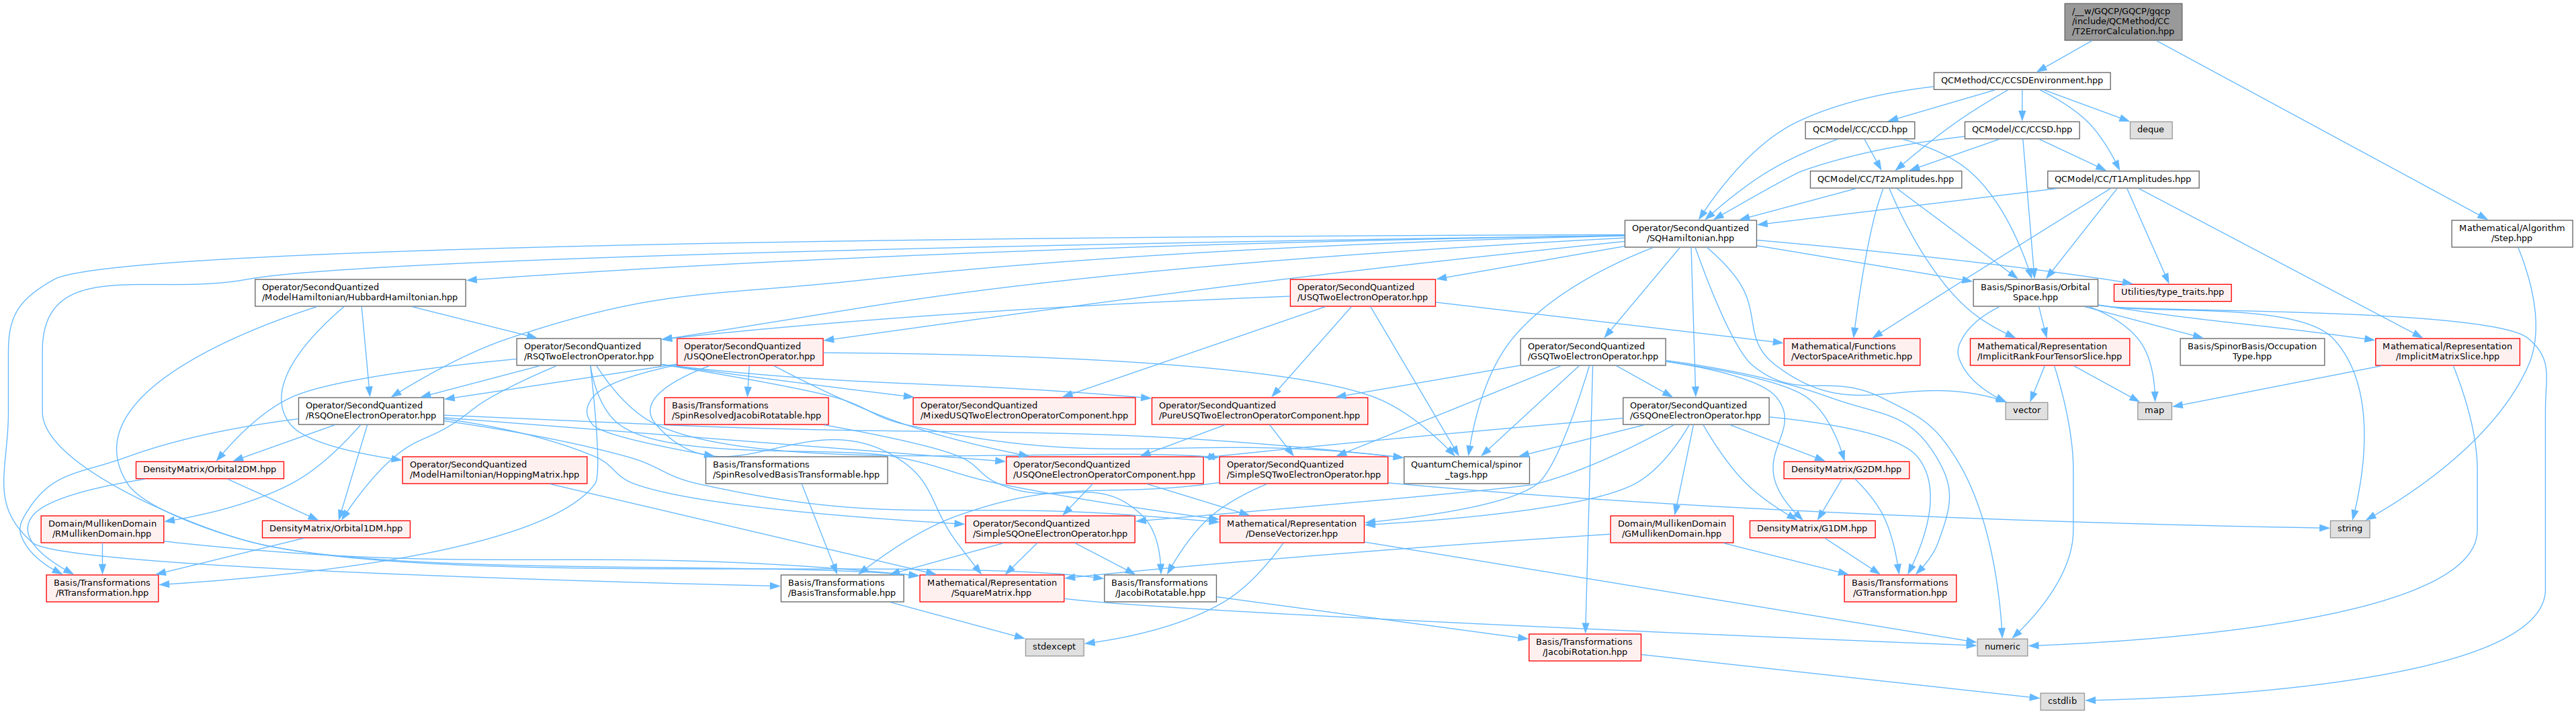 /__w/GQCP/GQCP/gqcp
/include/QCMethod/CC
/T2ErrorCalculation.hpp
QCMethod/CC/CCSDEnvironment.hpp
QCModel/CC/CCD.hpp
QCModel/CC/CCSD.hpp
deque
QCModel/CC/T2Amplitudes.hpp
QCModel/CC/T1Amplitudes.hpp
Operator/SecondQuantized
/SQHamiltonian.hpp
Mathematical/Algorithm
/Step.hpp
Operator/SecondQuantized
/ModelHamiltonian/HubbardHamiltonian.hpp
Operator/SecondQuantized
/USQTwoElectronOperator.hpp
Basis/SpinorBasis/Orbital
Space.hpp
Utilities/type_traits.hpp
Operator/SecondQuantized
/RSQTwoElectronOperator.hpp
Operator/SecondQuantized
/USQOneElectronOperator.hpp
Operator/SecondQuantized
/GSQTwoElectronOperator.hpp
Mathematical/Functions
/VectorSpaceArithmetic.hpp
Mathematical/Representation
/ImplicitRankFourTensorSlice.hpp
Basis/SpinorBasis/Occupation
Type.hpp
Mathematical/Representation
/ImplicitMatrixSlice.hpp
Operator/SecondQuantized
/RSQOneElectronOperator.hpp
Basis/Transformations
/SpinResolvedJacobiRotatable.hpp
Operator/SecondQuantized
/MixedUSQTwoElectronOperatorComponent.hpp
Operator/SecondQuantized
/PureUSQTwoElectronOperatorComponent.hpp
Operator/SecondQuantized
/GSQOneElectronOperator.hpp
vector
map
DensityMatrix/Orbital2DM.hpp
Operator/SecondQuantized
/ModelHamiltonian/HoppingMatrix.hpp
Basis/Transformations
/SpinResolvedBasisTransformable.hpp
Operator/SecondQuantized
/USQOneElectronOperatorComponent.hpp
Operator/SecondQuantized
/SimpleSQTwoElectronOperator.hpp
QuantumChemical/spinor
_tags.hpp
DensityMatrix/G2DM.hpp
Domain/MullikenDomain
/RMullikenDomain.hpp
DensityMatrix/Orbital1DM.hpp
Operator/SecondQuantized
/SimpleSQOneElectronOperator.hpp
Mathematical/Representation
/DenseVectorizer.hpp
Domain/MullikenDomain
/GMullikenDomain.hpp
DensityMatrix/G1DM.hpp
string
Basis/Transformations
/RTransformation.hpp
Basis/Transformations
/BasisTransformable.hpp
Mathematical/Representation
/SquareMatrix.hpp
Basis/Transformations
/JacobiRotatable.hpp
Basis/Transformations
/GTransformation.hpp
stdexcept
Basis/Transformations
/JacobiRotation.hpp
numeric
cstdlib